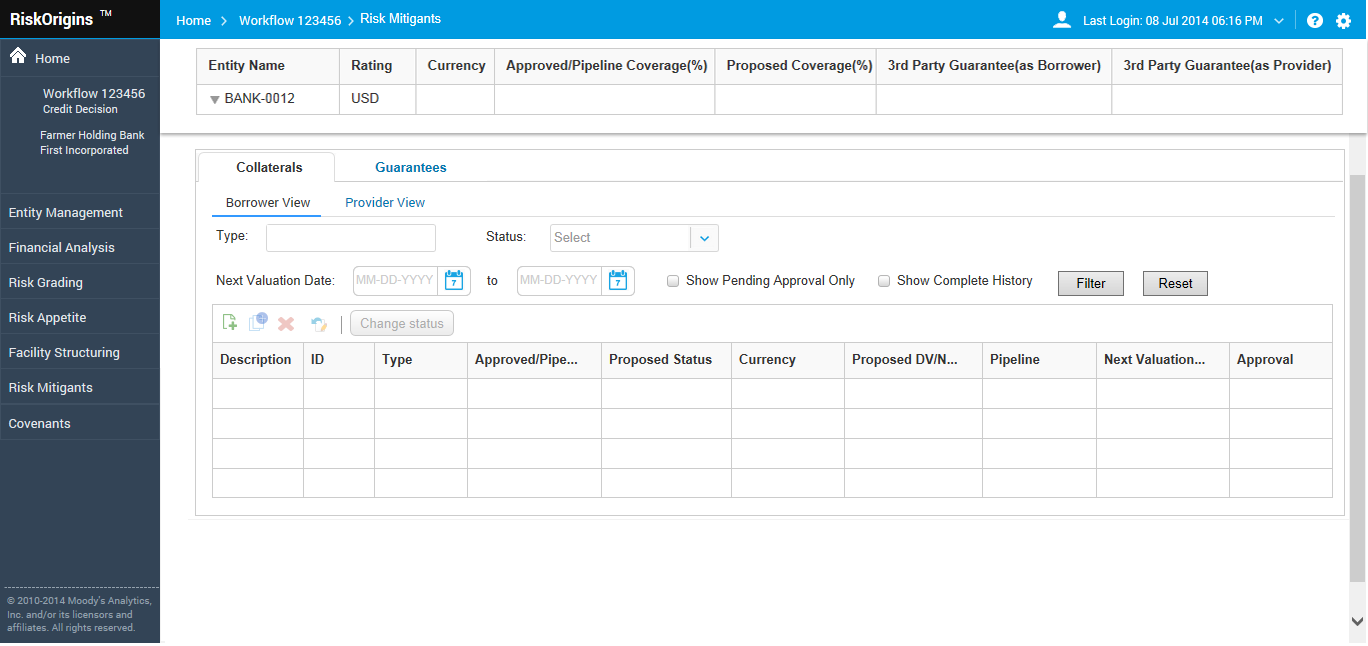 RiskOrigins ™
Home > Workflow 123456 > Risk Mitigants
Last Login: 08 Jul 2014 06:16 PM
?
Home
Workflow 123456
Credit Decision
Farmer Holding Bank
First Incorporated
Entity Management
Financial Analysis
Risk Grading
Risk Appetite
Facility Structuring
Risk Mitigants
Covenants
© 2010-2014 Moody's Analytics,
Inc. and/or its licensors and
affiliates. All rights reserved.
Entity Name Rating Currency Approved/Pipeline Coverage(%) Proposed Coverage(%) 3rd Party Guarantee(as Borrower) 3rd Party Guarantee(as Provider)
BANK-0012 USD
Collaterals Guarantees
Borrower View Provider View
Type: Status: Select
Next Valuation Date: MM-DD-YYYY 7 to MM-DD-YYYY 7 Show Pending Approval Only Show Complete History Filter Reset
Change status
Description ID Type Approved/Pipe... Proposed Status Currency Proposed DV/N... Pipeline Next Valuation... Approval